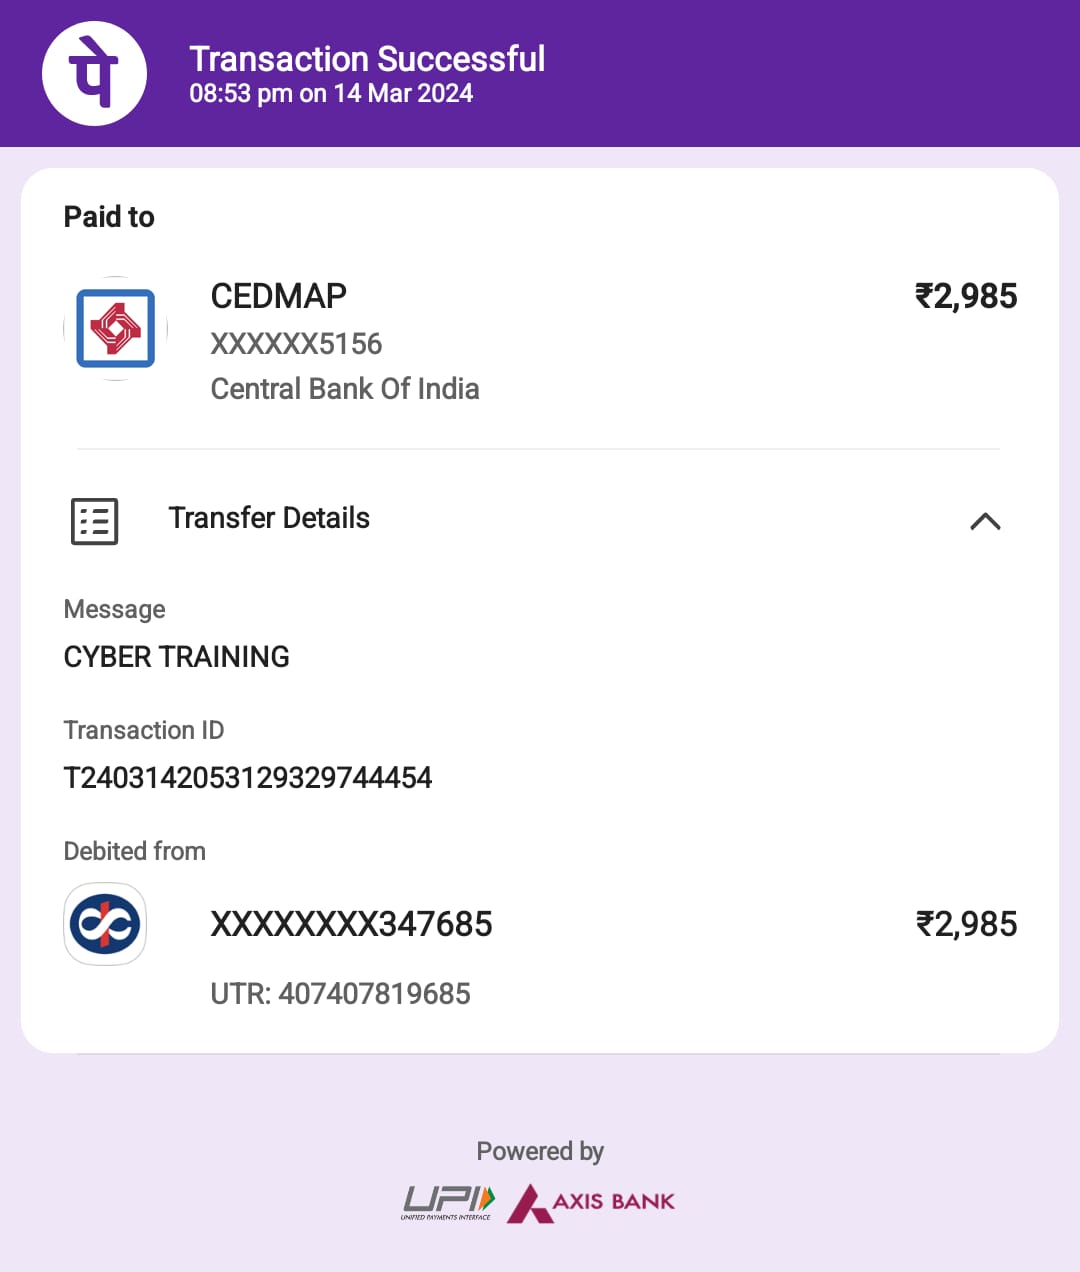 पे
Transaction Successful
08:53 pm on 14 Mar 2024
Paid to
CEDMAP
₹2,985
XXXXXX5156
Central Bank Of India
Transfer Details
Message
CYBER TRAINING
Transaction ID
T2403142053129329744454
Debited from
XXXXXXXX347685
₹2,985
UTR: 407407819685
Powered by
UPI
UNIFIED PAYMENTS INTERFACE
AXIS BANK